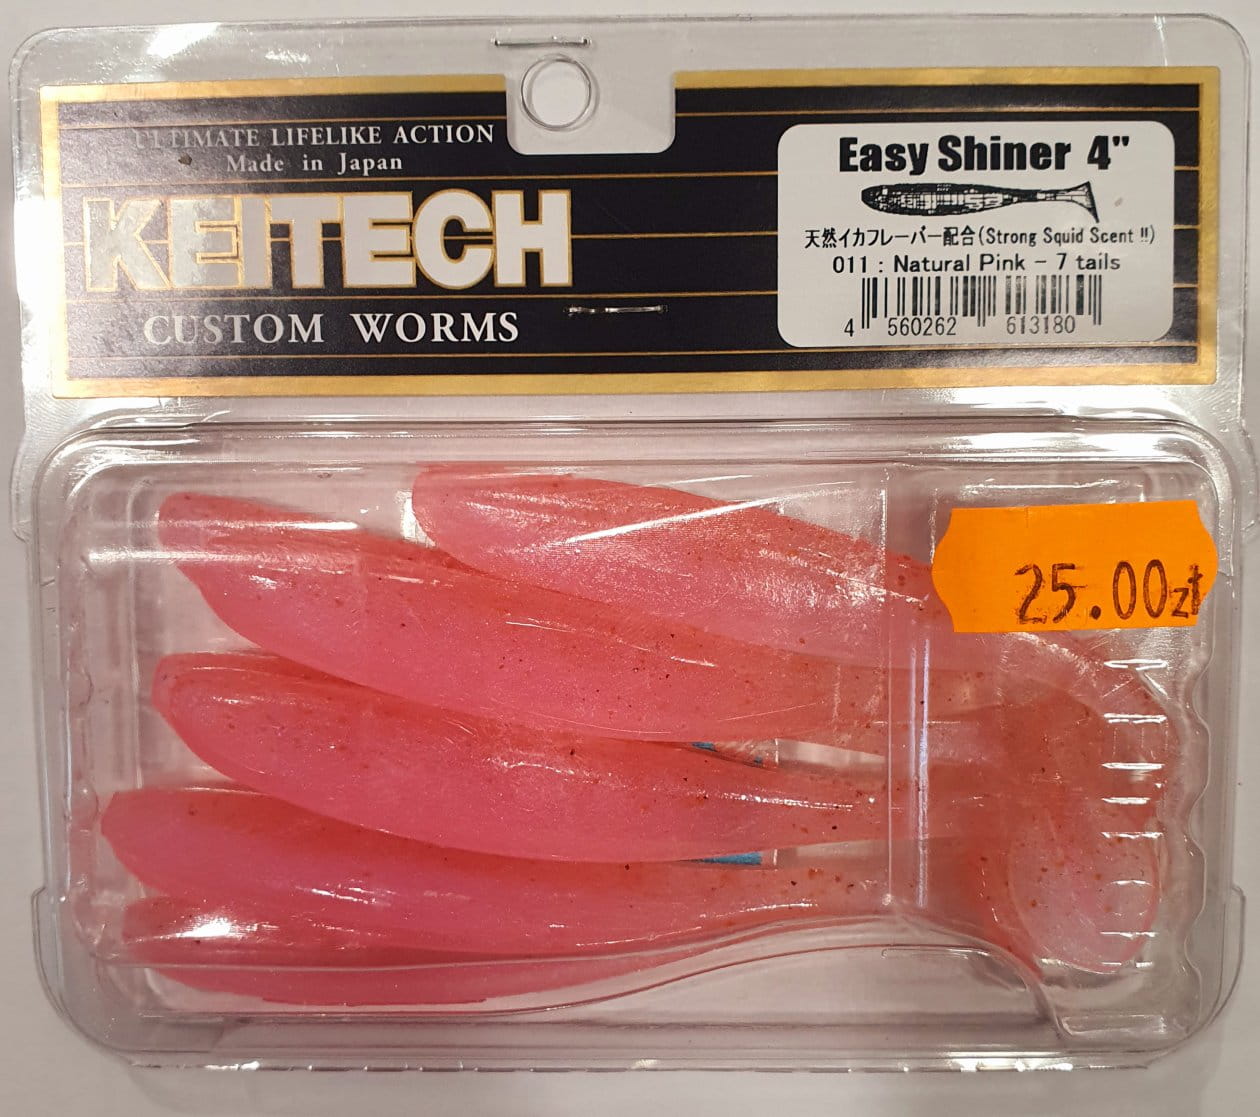 ULTIMATE LIFELIKE ACTION
Made in Japan
KEITECH
CUSTOM WORMS
Easy Shiner 4"
天然イカフレーバー配合(Strong Squid Scent !!)
011 : Natural Pink - 7 tails
4 560262 613180
25.00zł